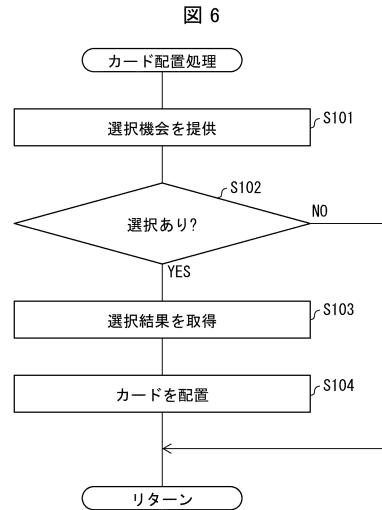 図 6
カード配置処理
選択機会を提供
S101
S102
選択あり?
NO
YES
選択結果を取得
S103
カードを配置
S104
リターン